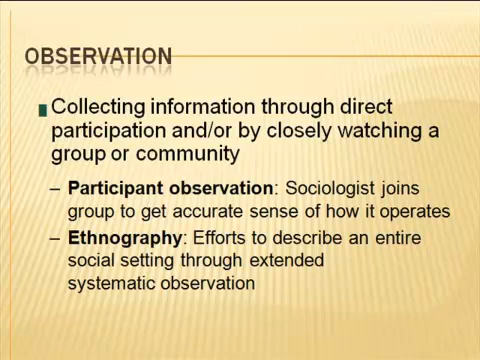 OBSERVATION
Collecting information through direct
participation and/or by closely watching a
group or community
– Participant observation: Sociologist joins
group to get accurate sense of how it operates
– Ethnography: Efforts to describe an entire
social setting through extended
systematic observation